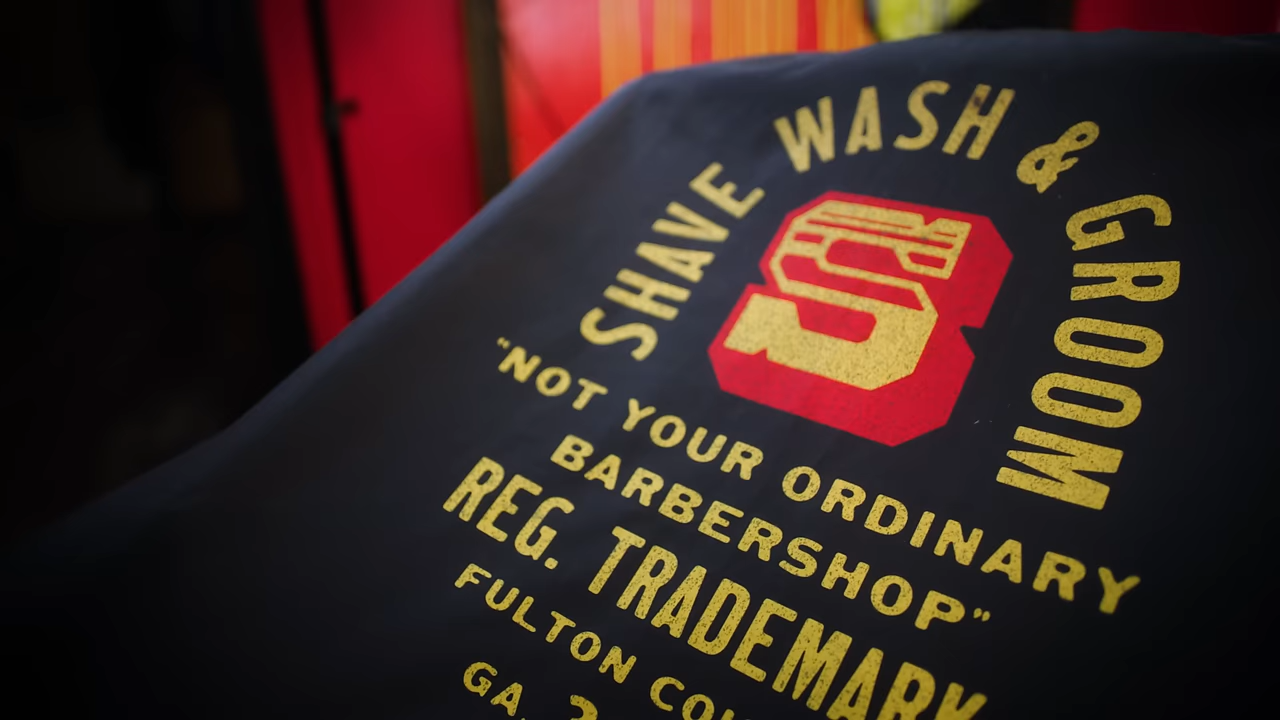 SHAVE WASH & GROOM
"NOT YOUR ORDINARY
BARBERSHOP"
REG. TRADEMARK
FULTON
GA.